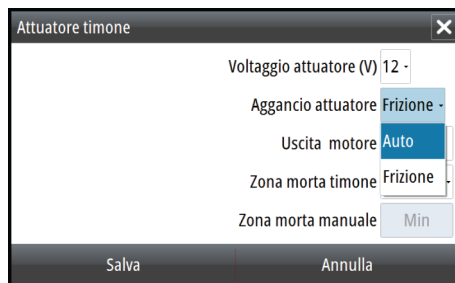 Attuatore timone
Voltaggio attuatore (V) 12
Aggancio attuatore Frizione
Uscita motore Auto
Zona morta timone Frizione
Zona morta manuale Min
Salva Annulla